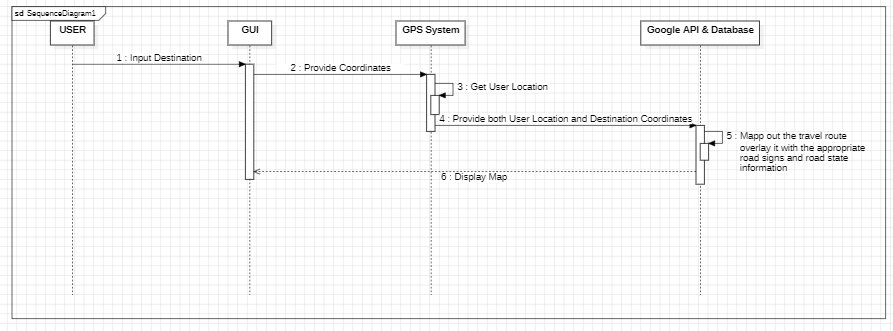 sd SequenceDiagram1
USER
GUI
GPS System
Google API & Database
1 : Input Destination
2 : Provide Coordinates
3 : Get User Location
4 : Provide both User Location and Destination Coordinates
5 : Mapp out the travel route
overlay it with the appropriate
road signs and road state
information
6 : Display Map